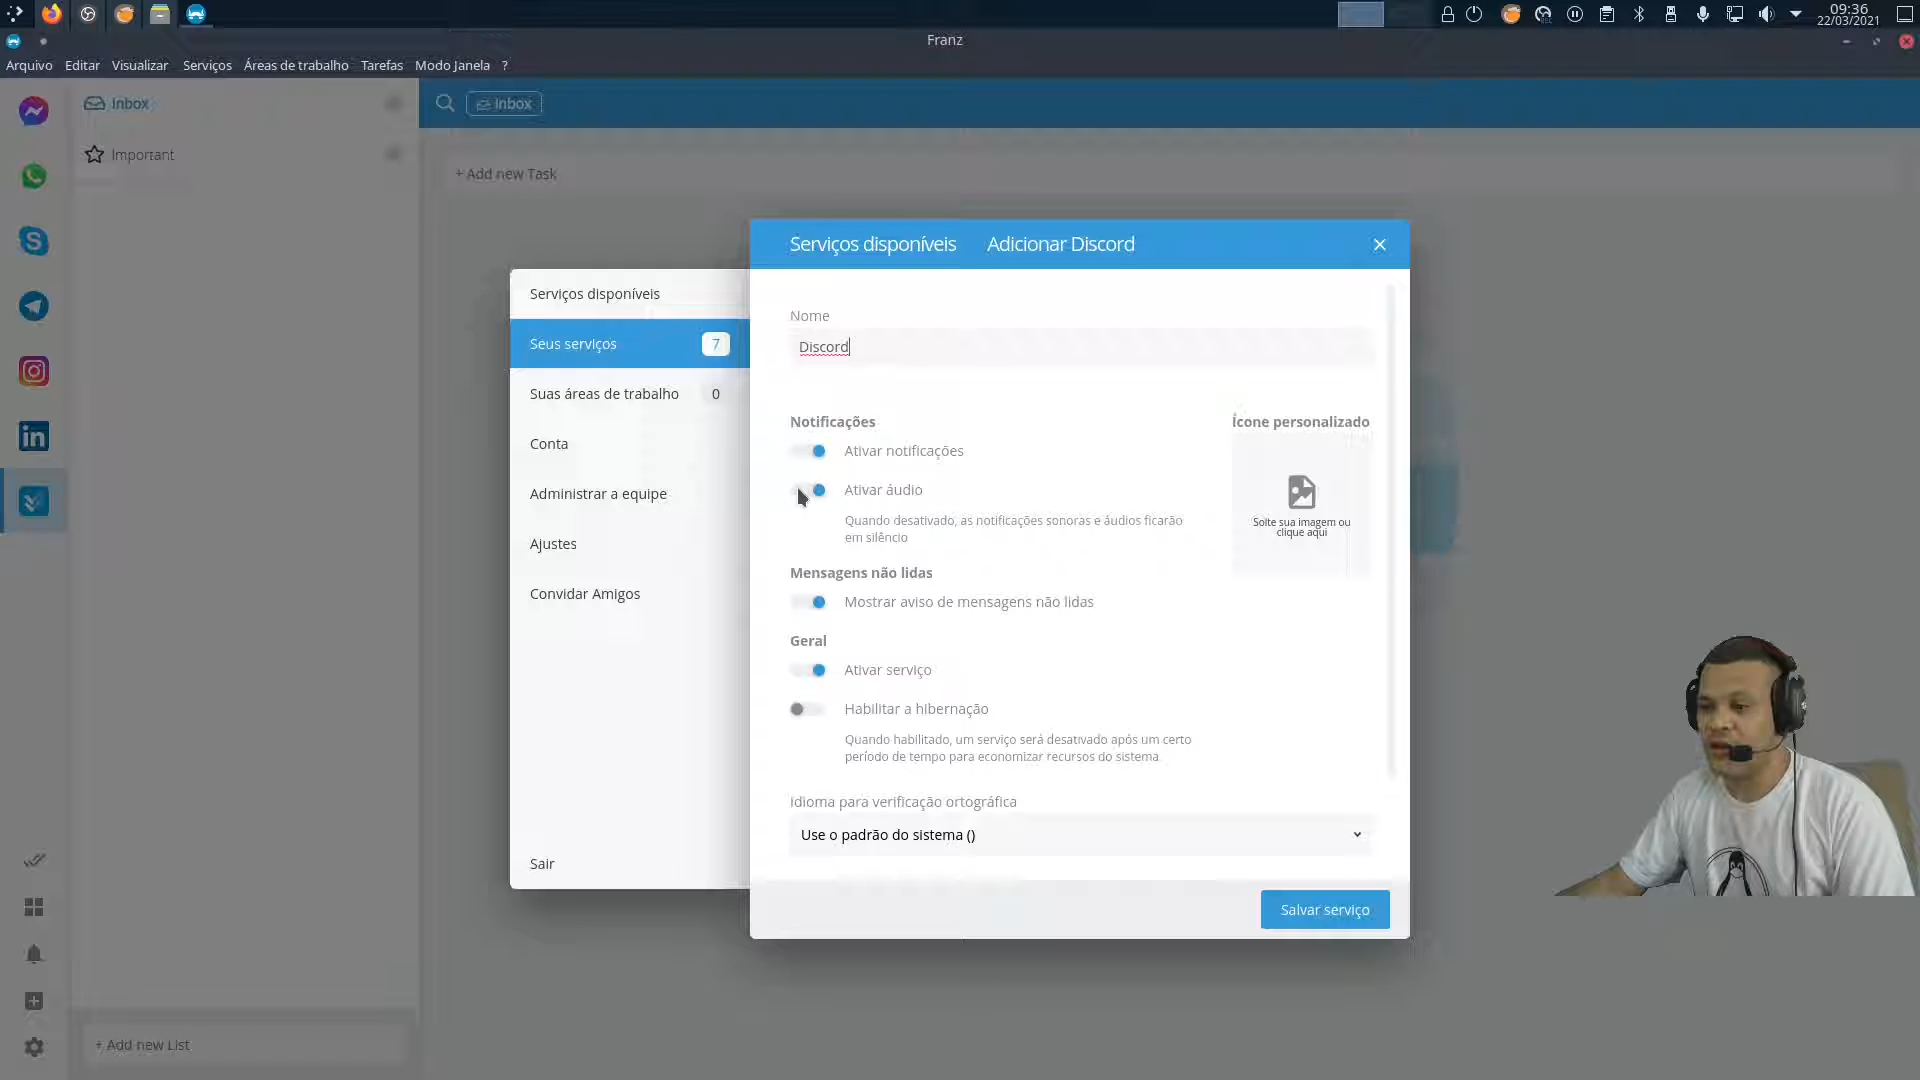 09:36
22/03/2021
Franz
Arquivo Editar Visualizar Serviços Áreas de trabalho Tarefas Modo Janela ?
Inbox
Inbox
Important
+ Add new Task
Serviços disponíveis Adicionar Discord
Serviços disponíveis
Seus serviços 7
Suas áreas de trabalho 0
Conta
Administrar a equipe
Ajustes
Convidar Amigos
Sair
Nome
Discord
Notificações
Ativar notificações
Ativar áudio
Quando desativado, as notificações sonoras e áudios ficarão
em silêncio
Ícone personalizado
Solte sua imagem ou
clique aqui
Mensagens não lidas
Mostrar aviso de mensagens não lidas
Geral
Ativar serviço
Habilitar a hibernação
Quando habilitado, um serviço será desativado após um certo
período de tempo para economizar recursos do sistema
Idioma para verificação ortográfica
Use o padrão do sistema ()
Salvar serviço
+ Add new List